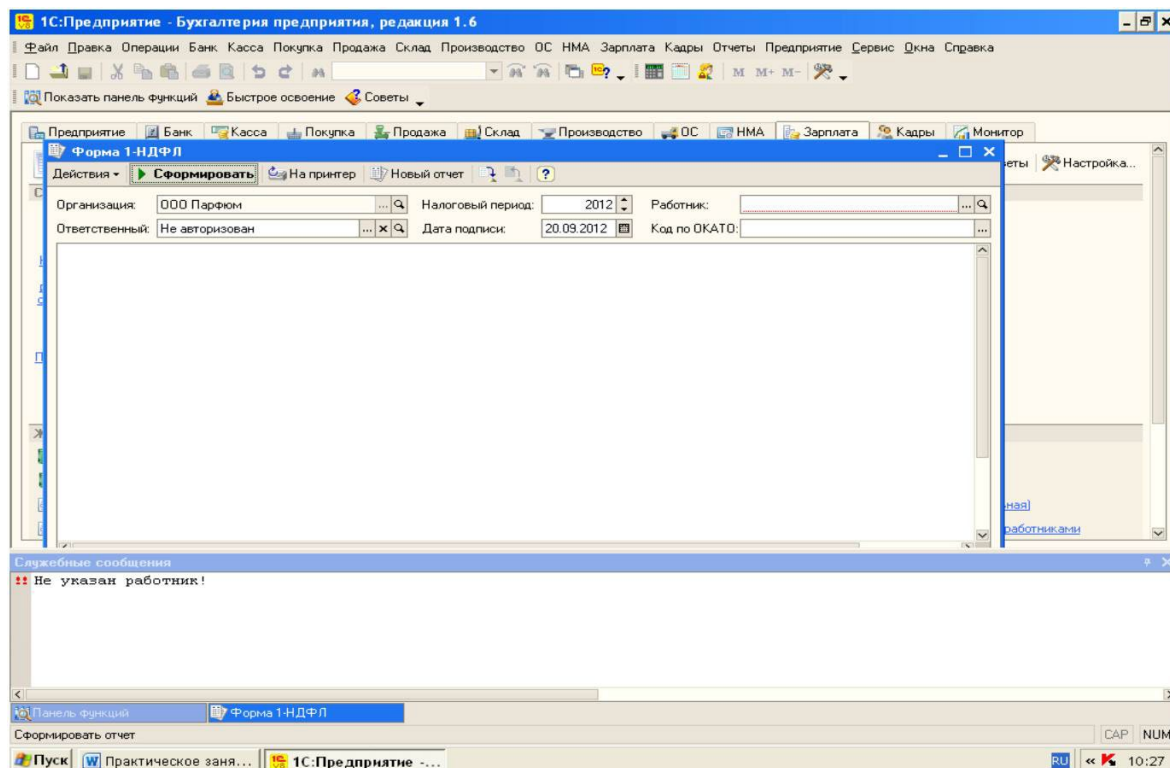 1С:Предприятие - Бухгалтерия предприятия, редакция 1.6
Файл Правка Операции Банк Касса Покупка Продажа Склад Производство ОС НМА Зарплата Кадры Отчеты Предприятие Сервис Окна Справка
M M+ M-
Показать панель функций Быстрое освоение Советы
Предприятие Банк Касса Покупка Продажа Склад Производство ОС НМА Зарплата Кадры Монитор
Форма 1-НДФЛ
Настройка...
Действия Сформировать На принтер Новый отчет ?
Организация: ООО Парфюм ... Налоговый период: 2012 Работник: ...
Ответственный: Не авторизован ... x Дата подписи: 20.09.2012 Код по ОКАТО: ...
ьная)
работниками
Служебные сообщения
!! Не указан работник!
Панель функций Форма 1-НДФЛ
Сформировать отчет CAP NUM
Пуск Практическое заня... 1С:Предприятие -... RU « 10:27